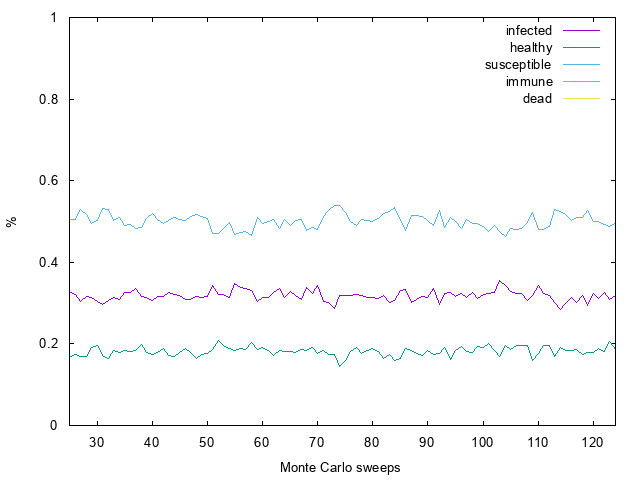 1
infected
healthy
susceptible
immune
0.8
dead
0.6
%
0.4
0.2
0
30 40 50 60 70 80 90 100 110 120
Monte Carlo sweeps